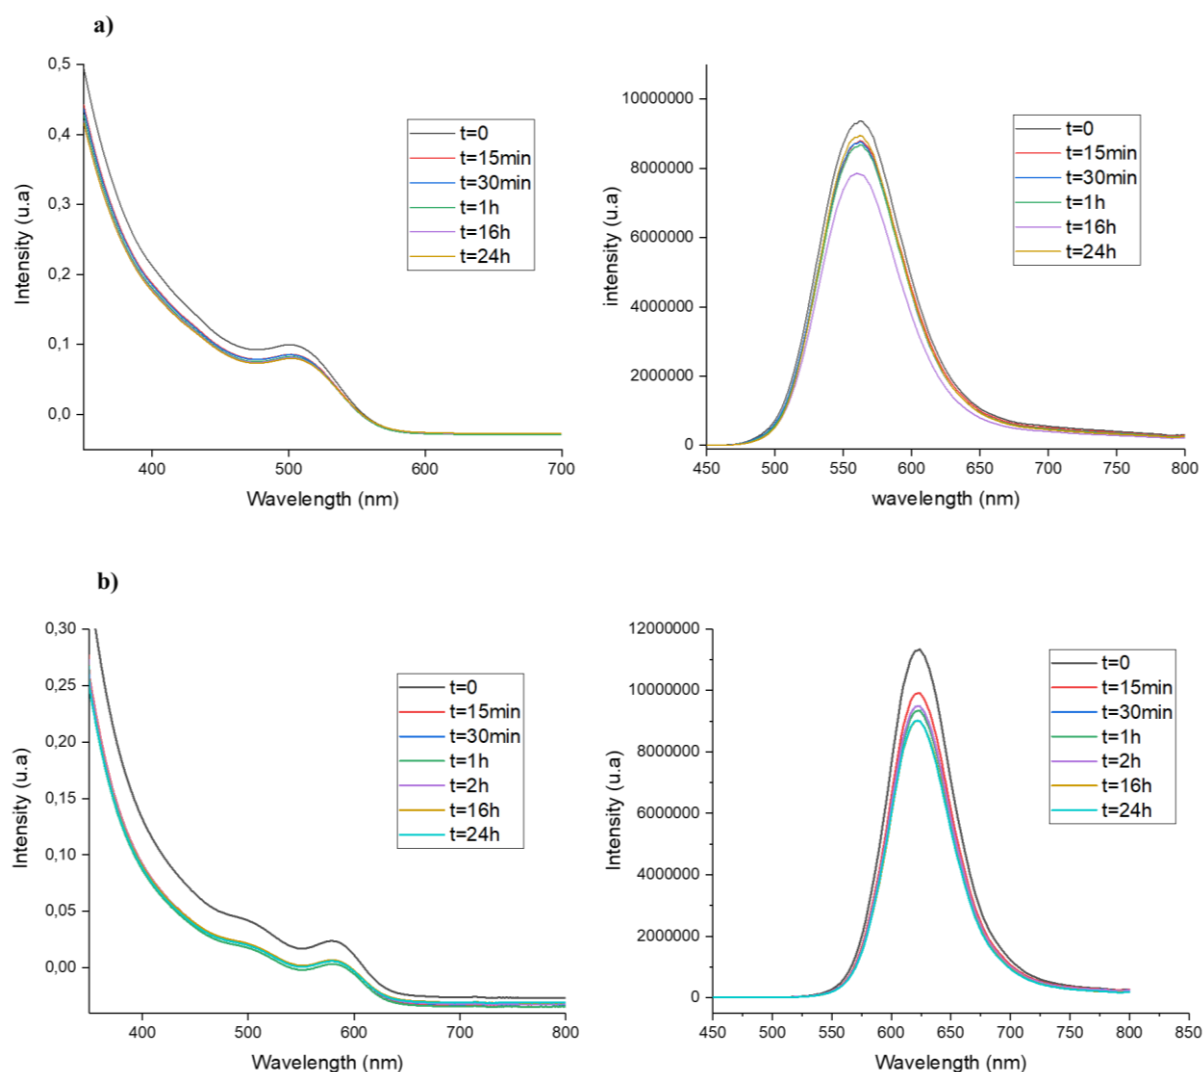 a)
0,5
0,4
0,3
0,2
0,1
0,0
Intensity (u.a)
400
500
600
700
Wavelength (nm)
t=0
t=15min
t=30min
t=1h
t=16h
t=24h
10000000
8000000
6000000
4000000
2000000
0
intensity (u.a)
450
500
550
600
650
700
750
800
wavelength (nm)
t=0
t=15min
t=30min
t=1h
t=16h
t=24h
b)
0,30
0,25
0,20
0,15
0,10
0,05
0,00
Intensity (u.a)
400
500
600
700
800
Wavelength (nm)
t=0
t=15min
t=30min
t=1h
t=2h
t=16h
t=24h
12000000
10000000
8000000
6000000
4000000
2000000
0
Intensity (u.a)
450
500
550
600
650
700
750
800
850
Wavelength (nm)
t=0
t=15min
t=30min
t=1h
t=2h
t=16h
t=24h